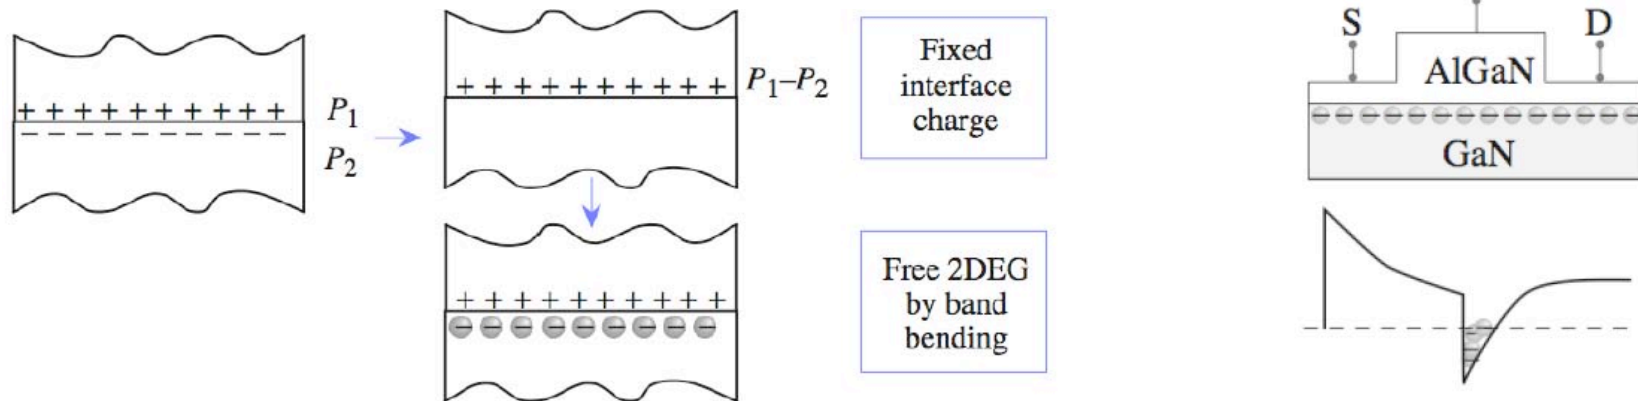 + + + + + + + + + +
P₁
− − − − − − − − − −
P₂
+ + + + + + + + + +
P₁–P₂
Fixed
interface
charge
+ + + + + + + + + +
− − − − − − − − −
Free 2DEG
by band
bending
S
D
AlGaN
GaN